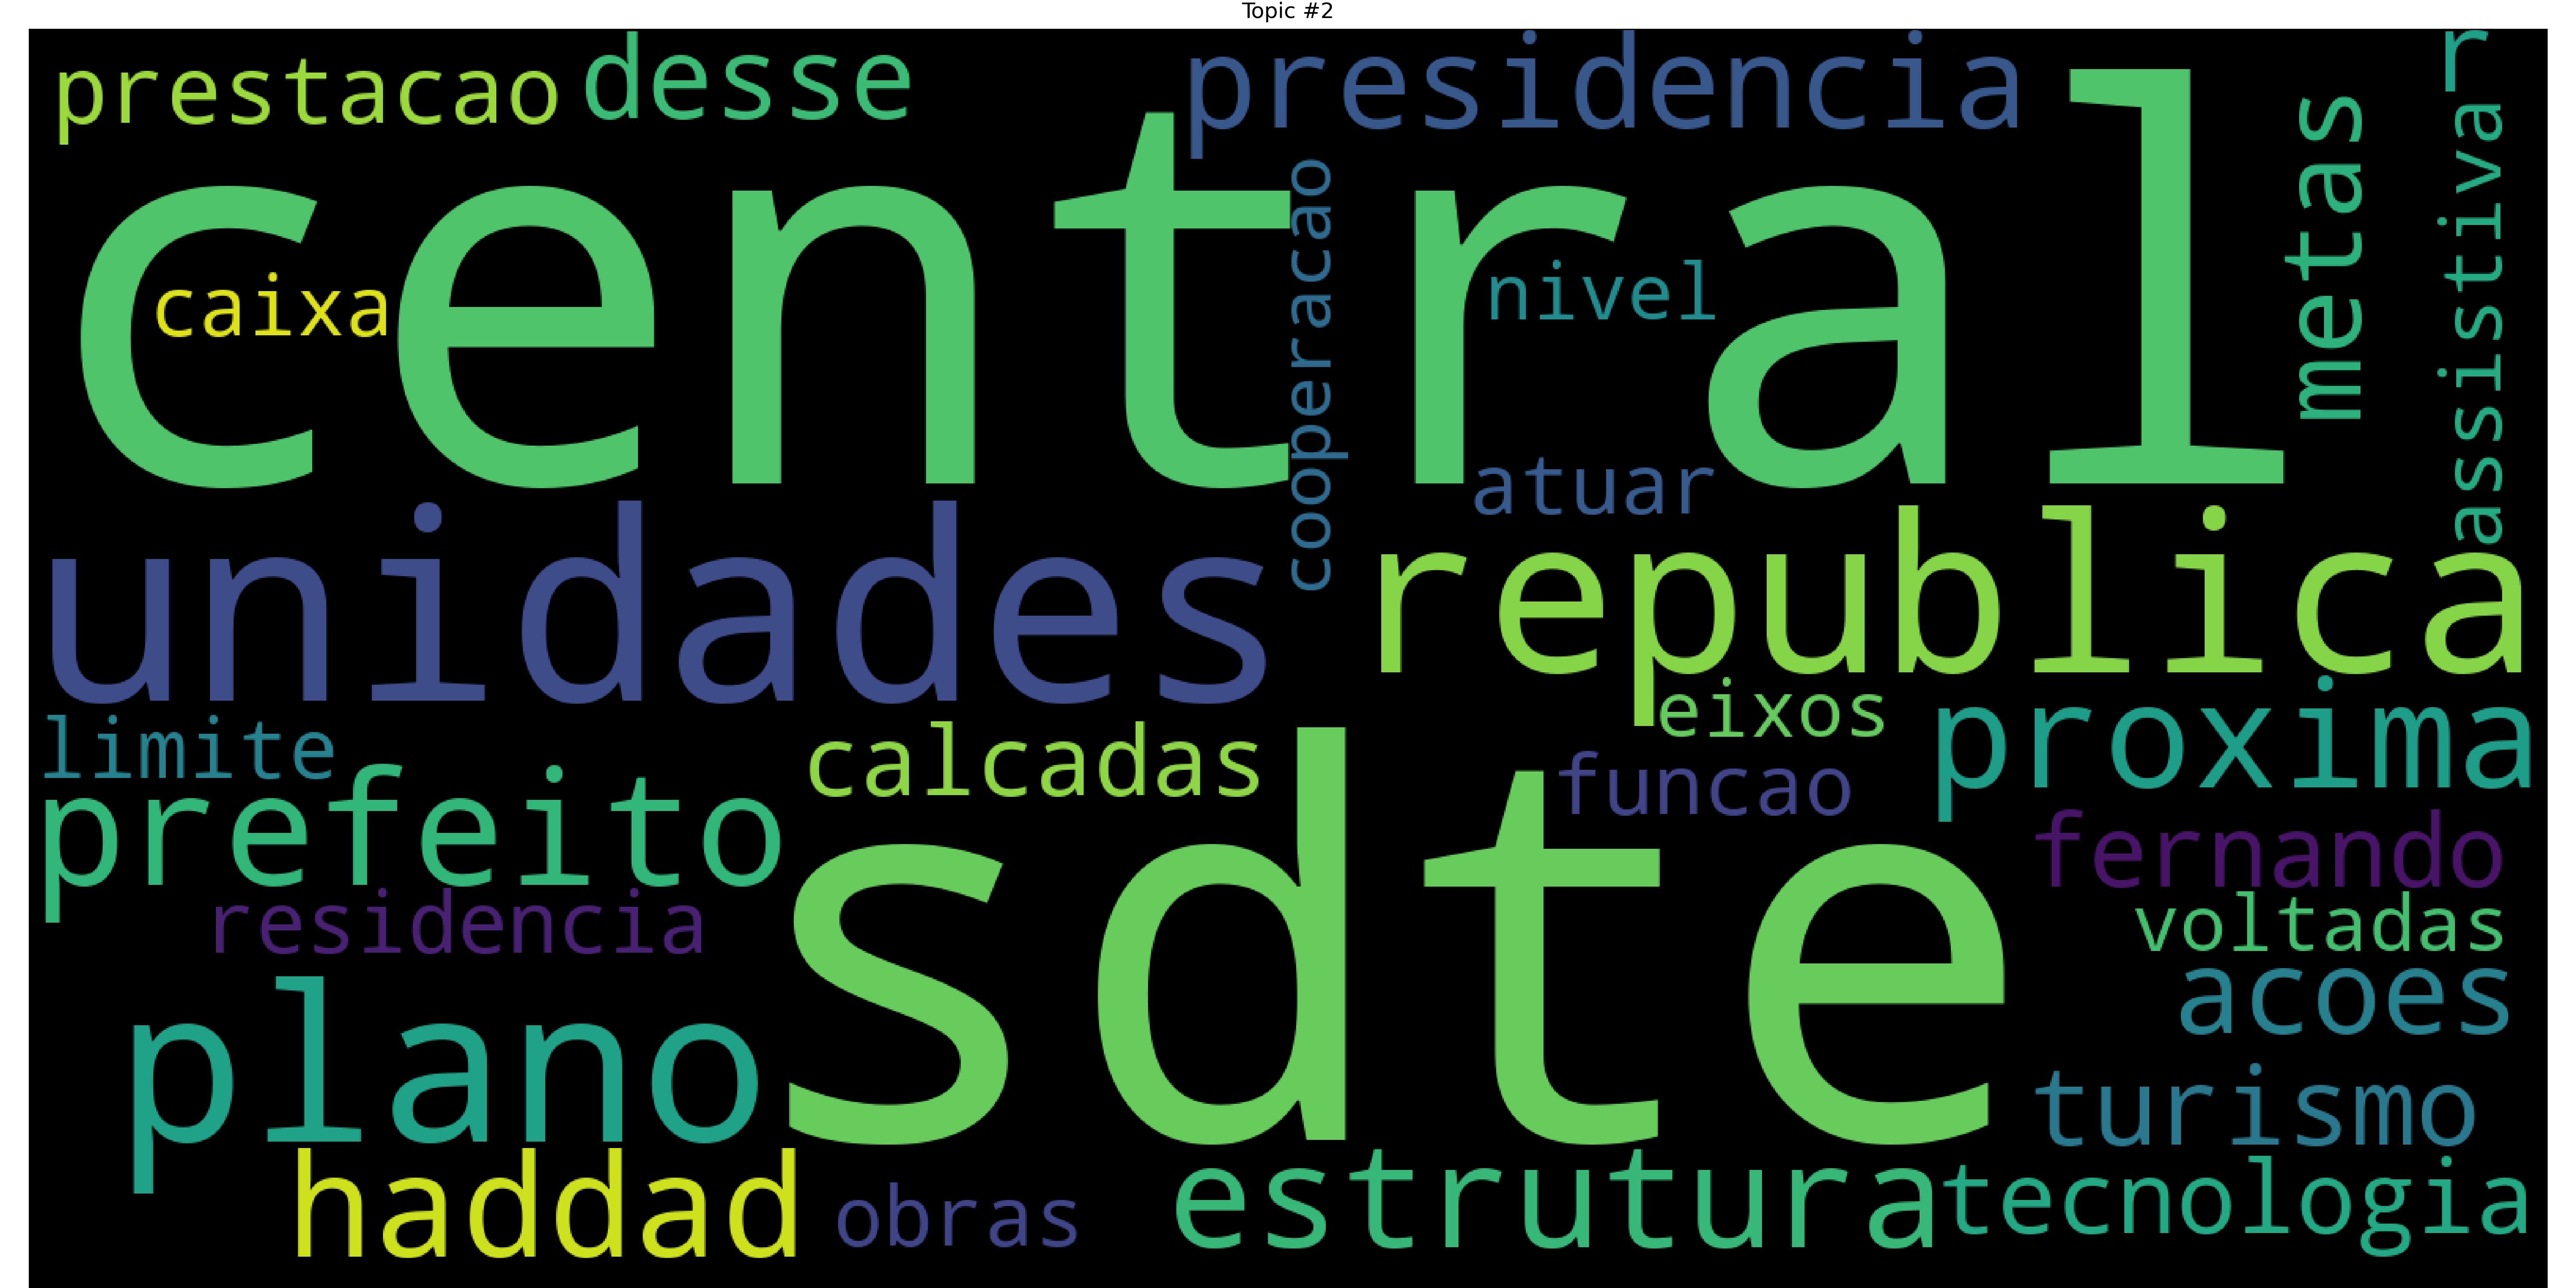 Topic #2
prestacao
desse
presidencia
r
central
metas
assistiva
cooperacao
caixa
nivel
atuar
unidades
republica
eixos
proxima
limite
calcadas
funcao
prefeito
fernando
sdte
residencia
voltadas
acoes
plano
turismo
haddad
obras
estrutura
tecnologia